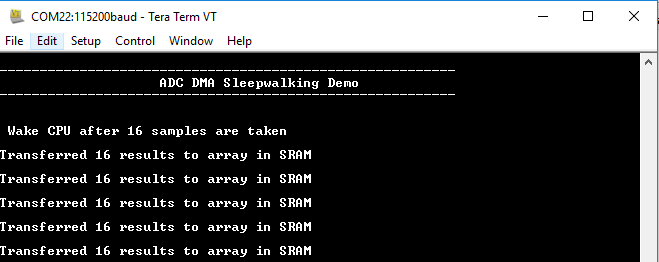 COM22:115200baud - Tera Term VT
File Edit Setup Control Window Help
ADC DMA Sleepwalking Demo
Wake CPU after 16 samples are taken
Transferred 16 results to array in SRAM
Transferred 16 results to array in SRAM
Transferred 16 results to array in SRAM
Transferred 16 results to array in SRAM
Transferred 16 results to array in SRAM